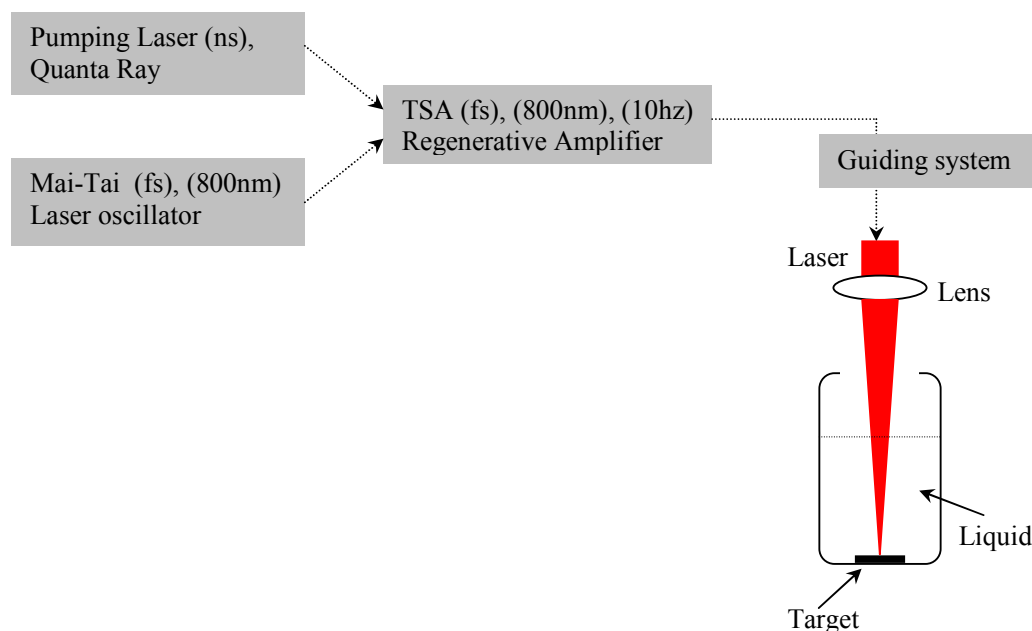 Pumping Laser (ns),
Quanta Ray
TSA (fs), (800nm), (10hz)
Regenerative Amplifier
Mai-Tai (fs), (800nm)
Laser oscillator
Guiding system
Laser
Lens
Liquid
Target